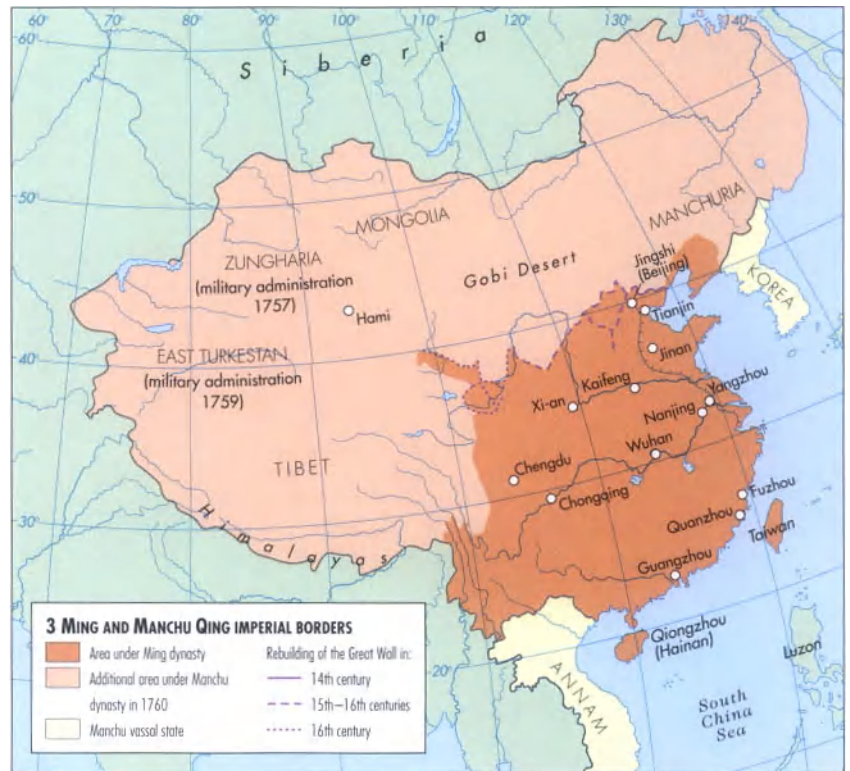 60°
70°
80°
90°
100°
110°
120°
130°
140°
60°
50°
40°
30°
20°
Siberia
MONGOLIA
MANCHURIA
ZUNGHARIA
(military administration
1757)
Gobi Desert
Jingshi
(Beijing)
KOREA
Hami
Tianjin
EAST TURKESTAN
(military administration
1759)
Jinan
Kaifeng
Xi-an
Yangzhou
Nanjing
Wuhan
TIBET
Chengdu
Chongqing
Fuzhou
Quanzhou
Taiwan
Himalayas
Guangzhou
Qiongzhou
(Hainan)
Luzon
ANNAM
South
China
Sea
3 MING AND MANCHU QING IMPERIAL BORDERS
Area under Ming dynasty
Additional area under Manchu
dynasty in 1760
Manchu vassal state
Rebuilding of the Great Wall in:
14th century
15th–16th centuries
16th century